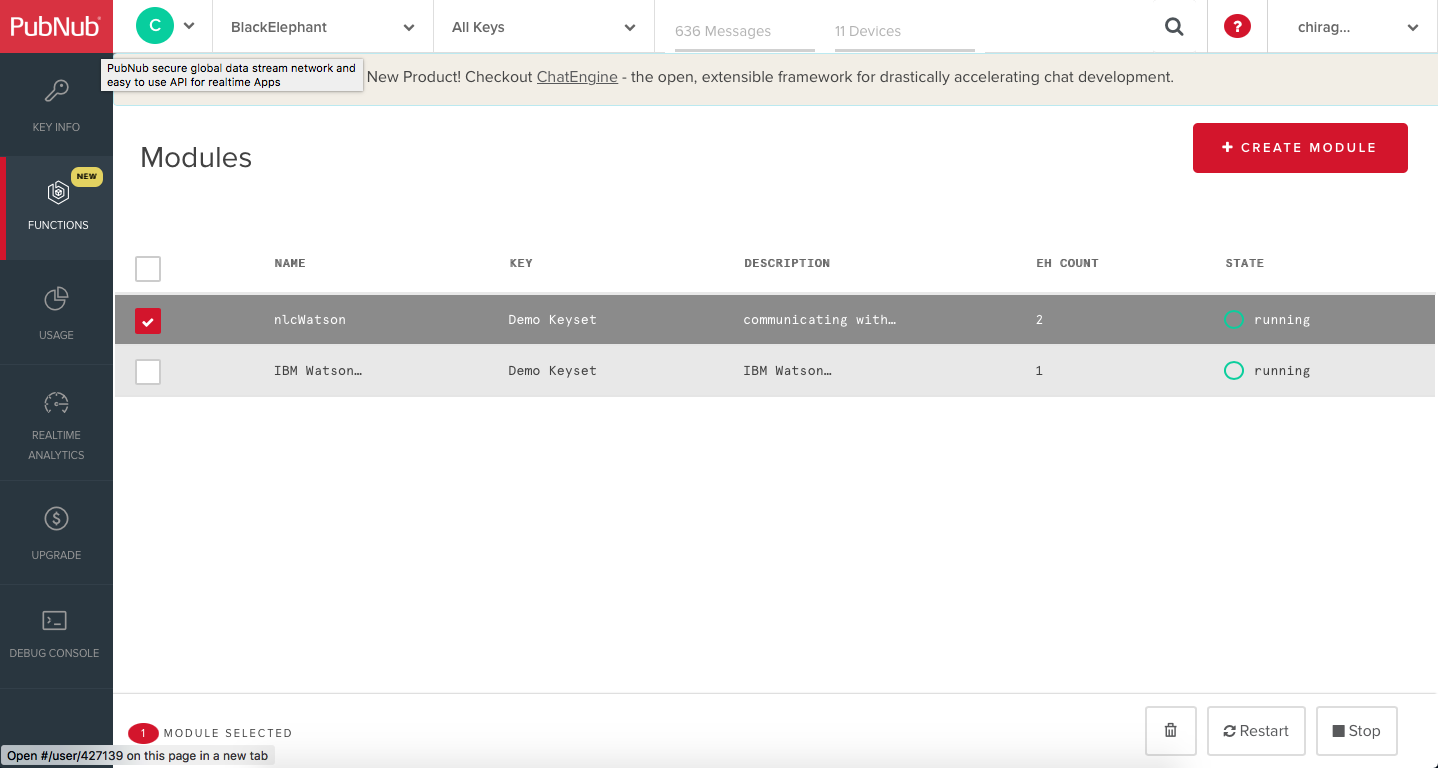 PubNub®
C
BlackElephant
All Keys
636 Messages
11 Devices
?
chirag...
PubNub secure global data stream network and
easy to use API for realtime Apps
New Product! Checkout ChatEngine - the open, extensible framework for drastically accelerating chat development.
KEY INFO
NEW
FUNCTIONS
USAGE
REALTIME
ANALYTICS
$
UPGRADE
DEBUG CONSOLE
Modules
+ CREATE MODULE
NAME KEY DESCRIPTION EH COUNT STATE
nlcWatson Demo Keyset communicating with… 2 running
IBM Watson… Demo Keyset IBM Watson… 1 running
1 MODULE SELECTED
Restart
Stop
Open #/user/427139 on this page in a new tab